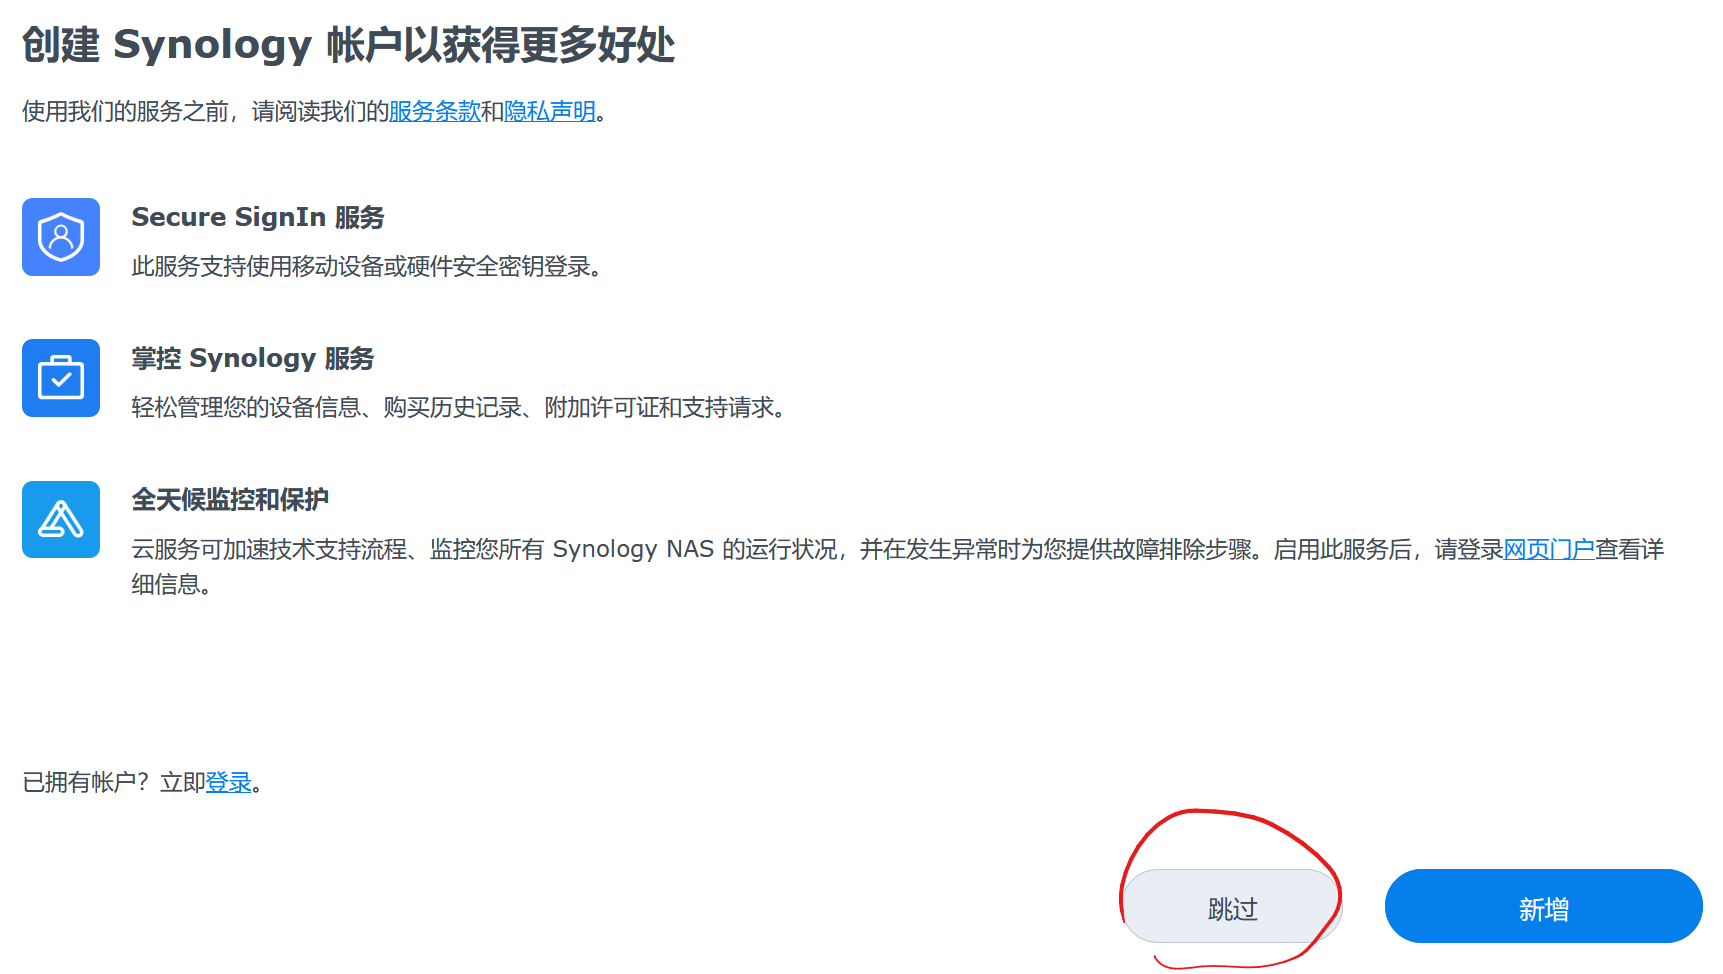 创建 Synology 帐户以获得更多好处
使用我们的服务之前，请阅读我们的服务条款和隐私声明。
Secure SignIn 服务
此服务支持使用移动设备或硬件安全密钥登录。
掌控 Synology 服务
轻松管理您的设备信息、购买历史记录、附加许可证和支持请求。
全天候监控和保护
云服务可加速技术支持流程、监控您所有 Synology NAS 的运行状况，并在发生异常时为您提供故障排除步骤。启用此服务后，请登录网页门户查看详
细信息。
已拥有帐户？立即登录。
跳过
新增